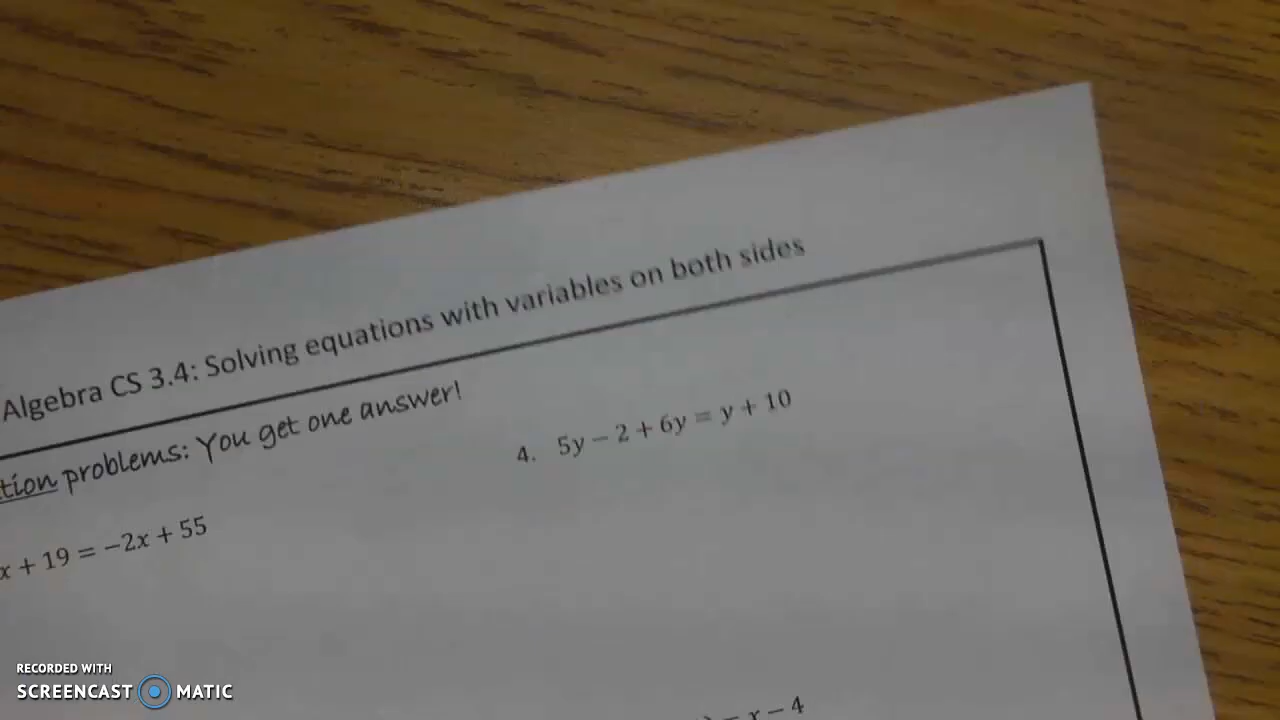 Algebra CS 3.4: Solving equations with variables on both sides
problems: You get one answer!
4. 5y − 2 + 6y = y + 10
x + 19 = −2x + 55
x − 4
RECORDED WITH
SCREENCAST MATIC